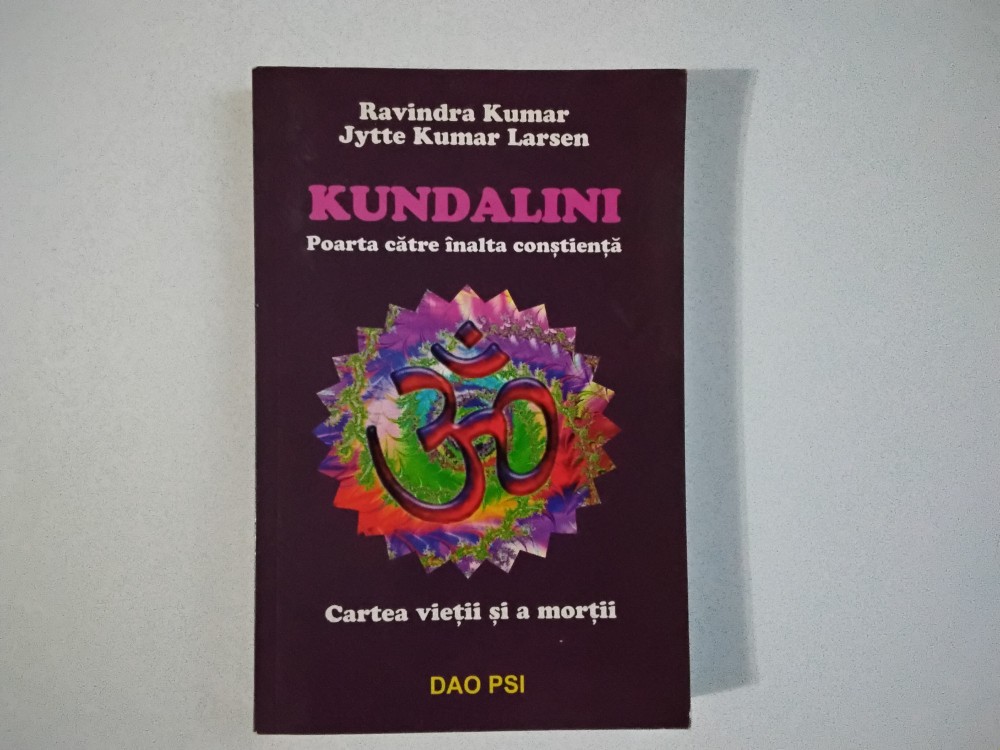 Ravindra Kumar
Jytte Kumar Larsen
KUNDALINI
Poarta către înalta conștiență
ॐ
Cartea vieții și a morții
DAO PSI